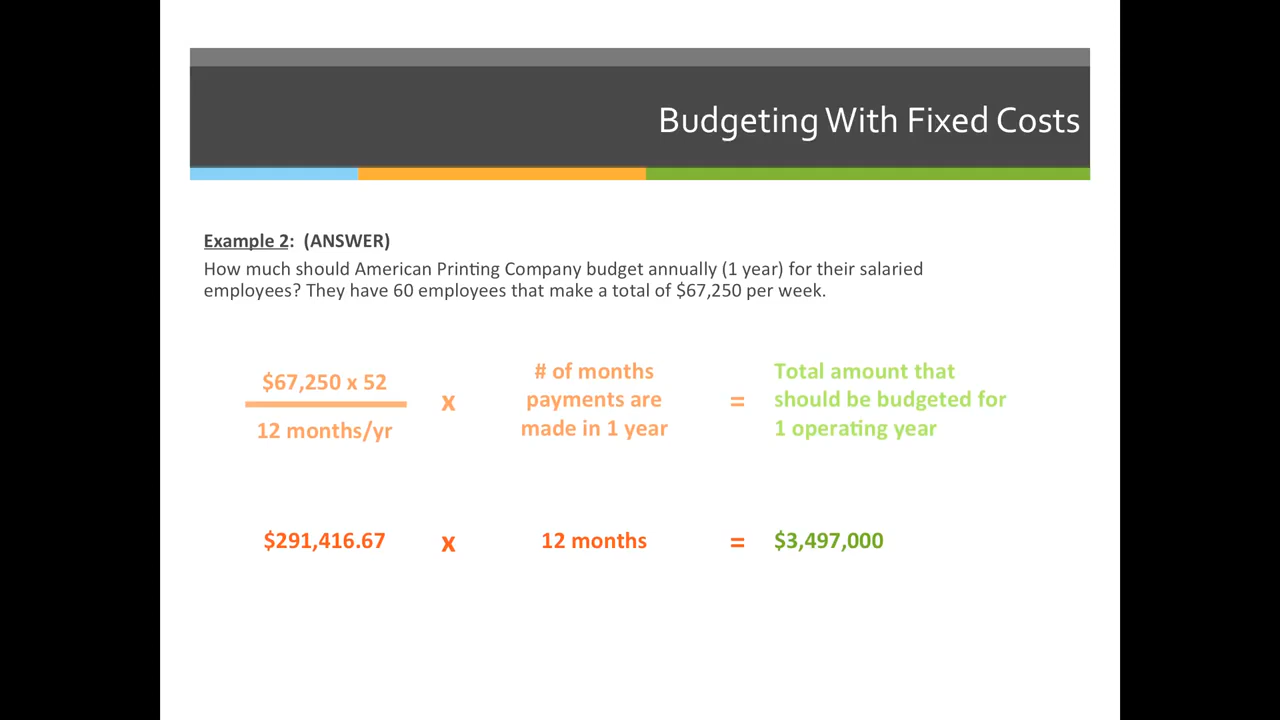 Budgeting With Fixed Costs
Example 2: (ANSWER)
How much should American Printing Company budget annually (1 year) for their salaried
employees? They have 60 employees that make a total of $67,250 per week.
$67,250 x 52
12 months/yr
x
# of months
payments are
made in 1 year
=
Total amount that
should be budgeted for
1 operating year
$291,416.67 x 12 months = $3,497,000